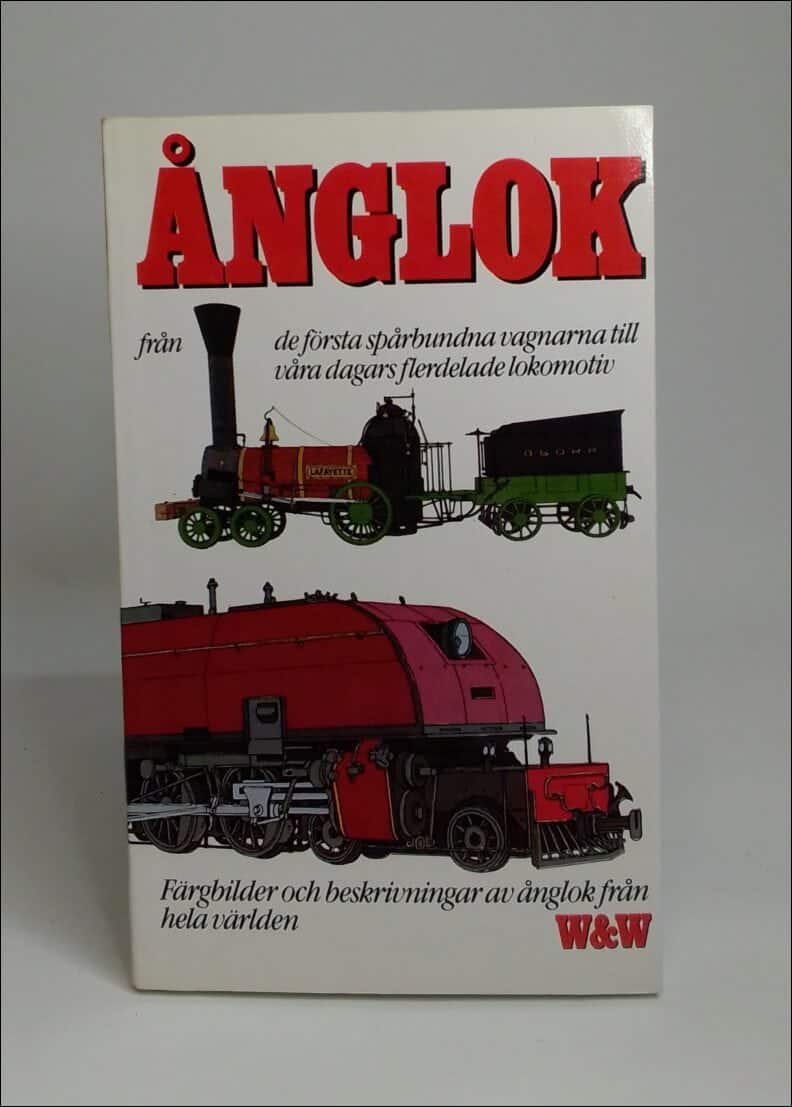 ÅNGLOK
från de första spårbundna vagnarna till
våra dagars flerdelade lokomotiv
LAFAYETTE
B & O R.R.
Färgbilder och beskrivningar av ånglok från
hela världen
W&W